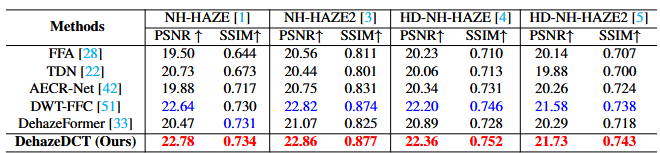 Methods NH-HAZE [1] NH-HAZE2 [3] HD-NH-HAZE [4] HD-NH-HAZE2 [5]
PSNR ↑ SSIM↑ PSNR↑ SSIM↑ PSNR↑ SSIM↑ PSNR↑ SSIM↑
FFA [28] 19.50 0.644 20.56 0.811 20.23 0.710 20.14 0.707
TDN [22] 20.73 0.673 20.44 0.801 20.06 0.713 19.88 0.700
AECR-Net [42] 19.88 0.717 20.75 0.831 20.34 0.731 20.26 0.724
DWT-FFC [51] 22.64 0.730 22.82 0.874 22.20 0.746 21.58 0.738
DehazeFormer [33] 20.47 0.731 21.07 0.825 20.89 0.728 20.29 0.718
DehazeDCT (Ours) 22.78 0.734 22.86 0.877 22.36 0.752 21.73 0.743